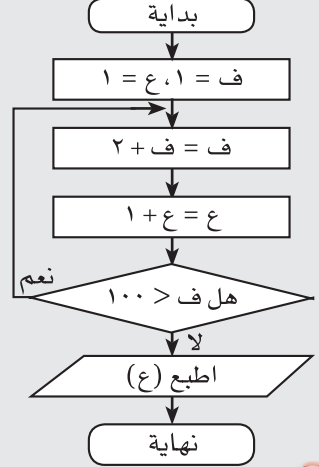 بداية
ف = ١، ع = ١
ف = ف + ٢
ع = ع + ١
هل ف < ١٠٠
نعم
لا
اطبع (ع)
نهاية